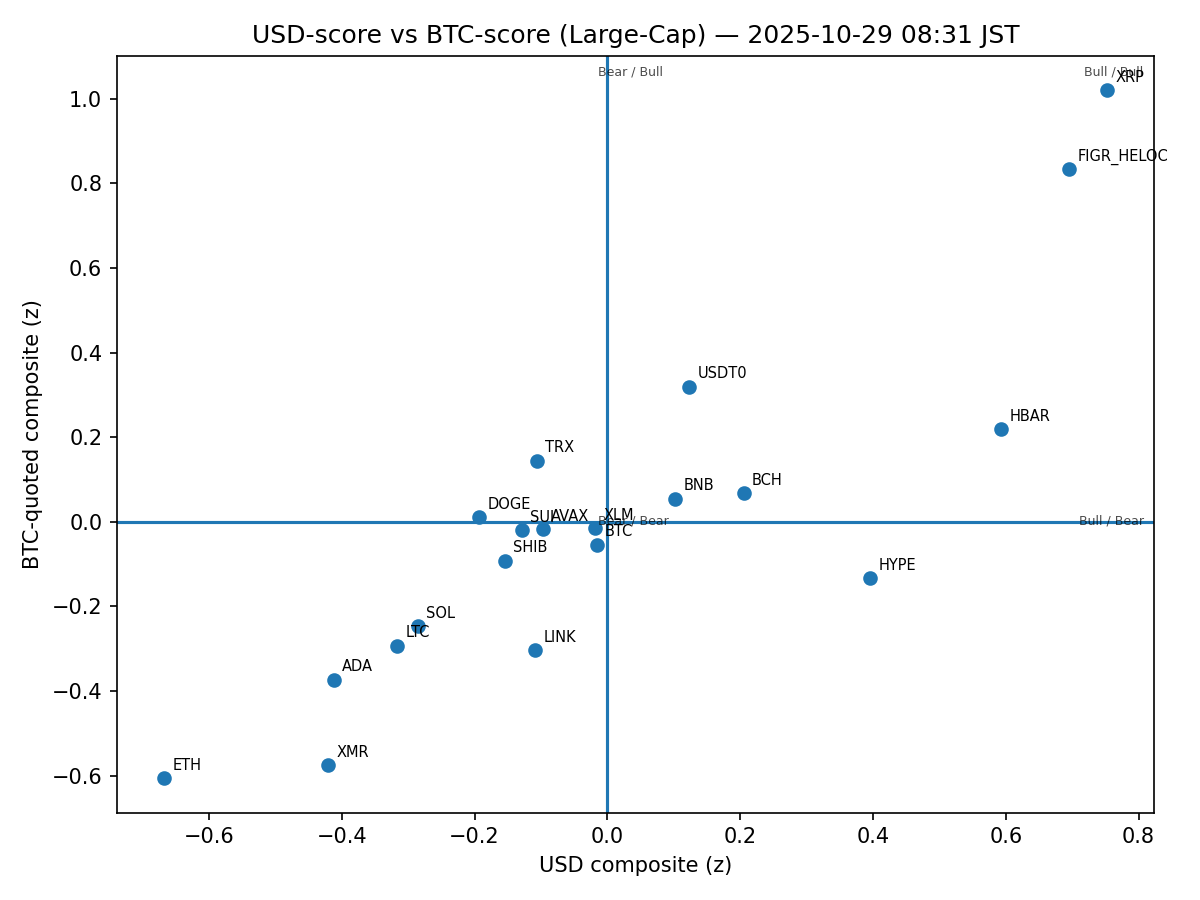 USD-score vs BTC-score (Large-Cap) — 2025-10-29 08:31 JST
Bear / Bull
Bull / Bull
XRP
FIGR_HELOC
USDT0
HBAR
TRX
BNB
BCH
DOGE
SUI
AVAX
XLM
Bear / Bear
Bull / Bear
BTC
SHIB
HYPE
SOL
LTC
LINK
ADA
XMR
ETH
1.0
0.8
0.6
0.4
0.2
0.0
−0.2
−0.4
−0.6
BTC-quoted composite (z)
−0.6
−0.4
−0.2
0.0
0.2
0.4
0.6
0.8
USD composite (z)